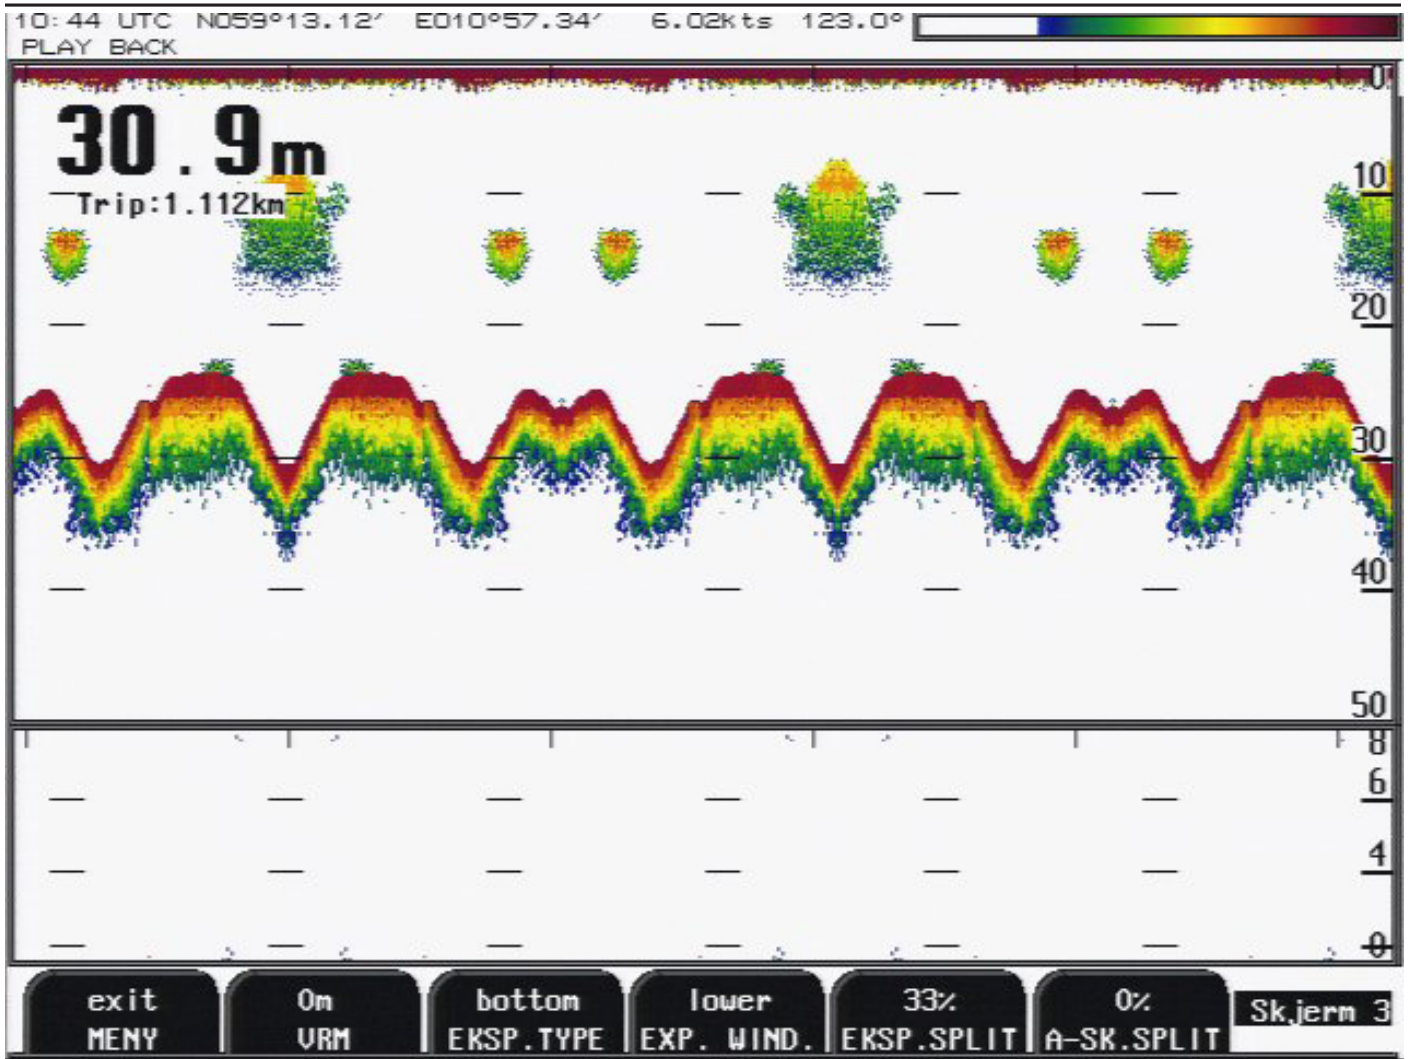 10:44 UTC N059°13.12′ E010°57.34′ 6.02kts 123.0°
PLAY BACK
0
30.9m
10
Trip:1.112km
20
30
40
50
8
6
4
0
exit 0m bottom lower 33% 0% Skjerm 3
MENY VRM EKSP.TYPE EXP. WIND. EKSP.SPLIT A-SK.SPLIT